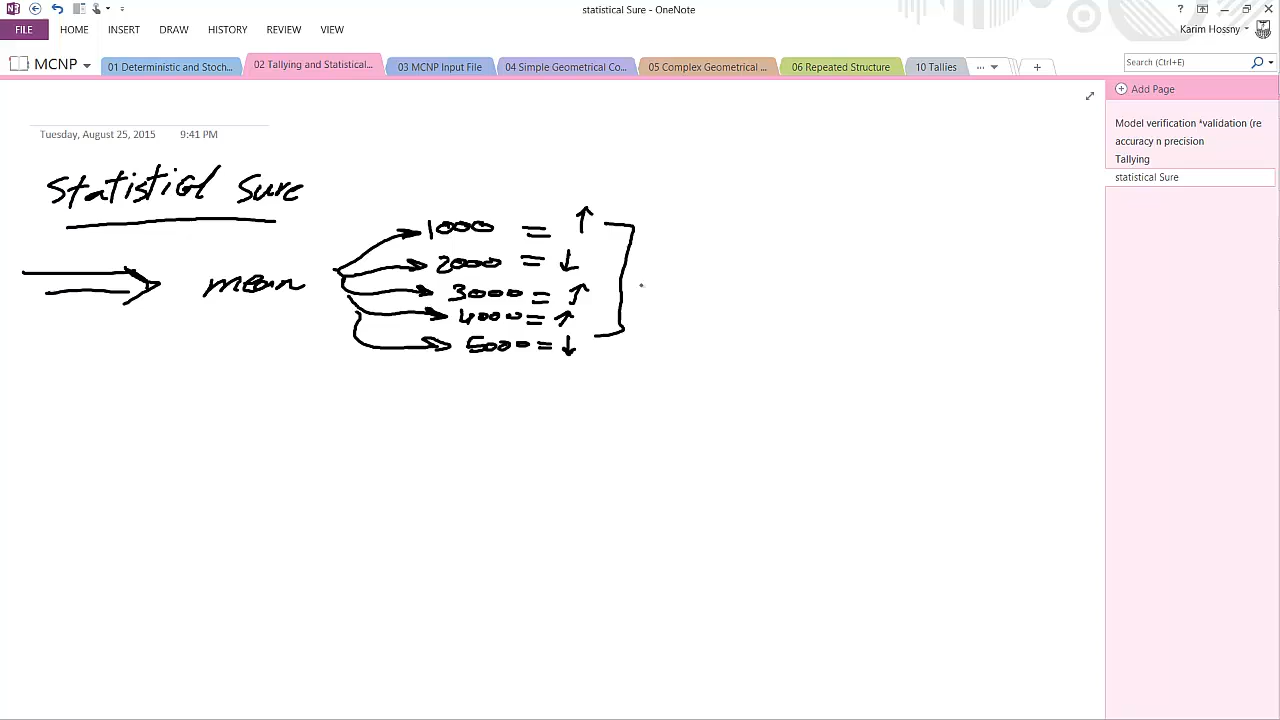 statistical Sure - OneNote
FILE HOME INSERT DRAW HISTORY REVIEW VIEW
Karim Hossny
MCNP
01 Deterministic and Stoch...
02 Tallying and Statistical...
03 MCNP Input File
04 Simple Geometrical Co...
05 Complex Geometrical ...
06 Repeated Structure
10 Tallies
Search (Ctrl+E)
Add Page
Model verification *validation (re
accuracy n precision
Tallying
statistical Sure
Tuesday, August 25, 2015 9:41 PM
Statistical Sure
⇒ mean
1000 = ↑
2000 = ↓
3000 = ↑
4000 = ↑
5000 = ↓